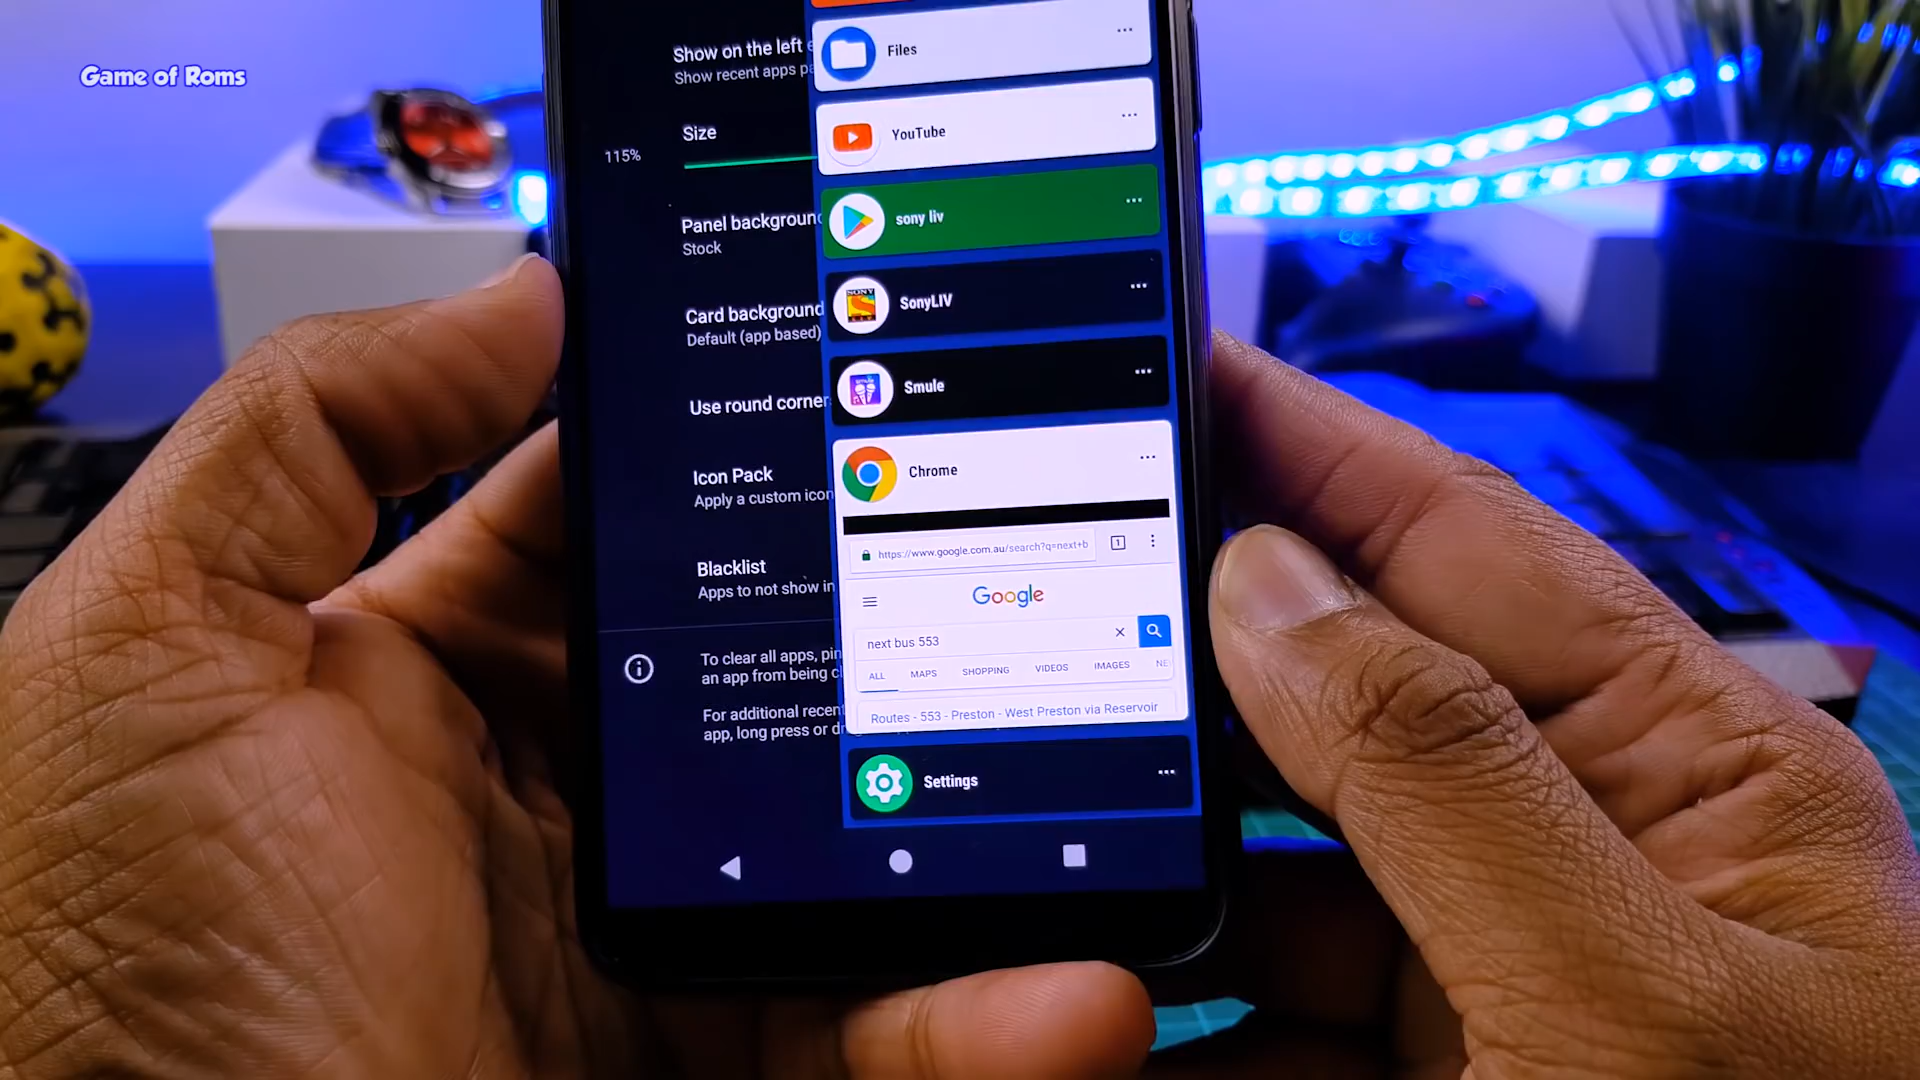 Game of Roms
Show on the left
Show recent apps
Size
115%
Panel background
Stock
Card background
Default (app based)
Use round corner
Icon Pack
Apply a custom icon
Blacklist
Apps to not show in
To clear all apps,
an app from being
For additional
app, long press or
Files
YouTube
sony liv
SONY
SonyLIV
Smule
Chrome
https://www.google.com.au/search?q=next+b
1
Google
next bus 553
ALL MAPS SHOPPING VIDEOS IMAGES NE
Routes - 553 - Preston - West Preston via Reservoir
Settings